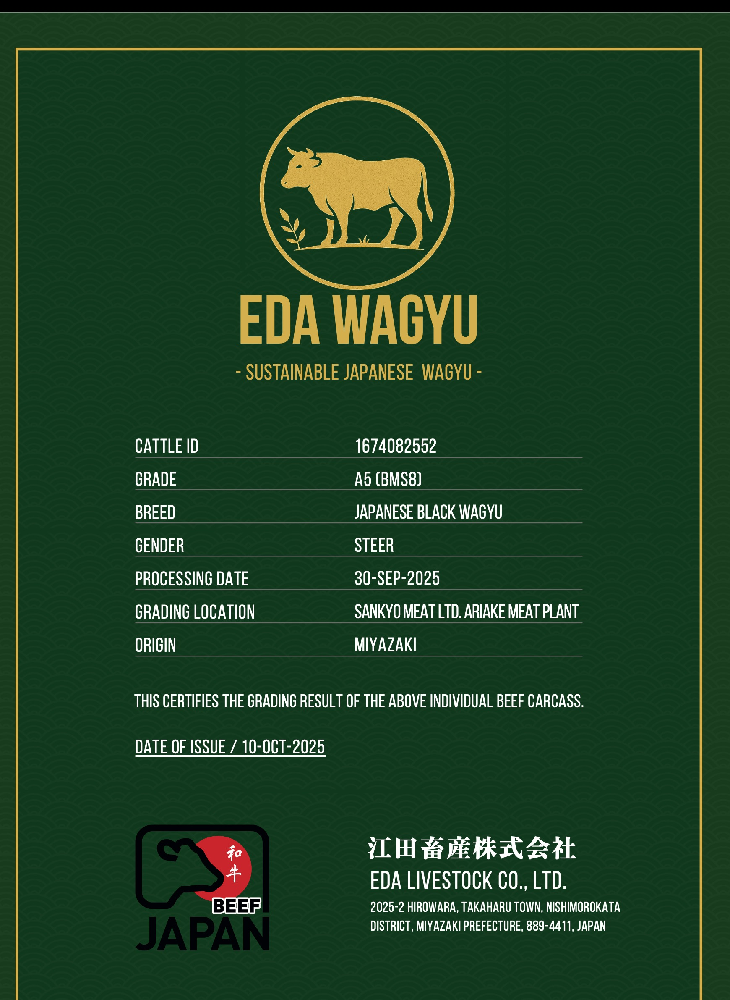 EDA WAGYU
- SUSTAINABLE JAPANESE WAGYU -
CATTLE ID 1674082552
GRADE A5 (BMS8)
BREED JAPANESE BLACK WAGYU
GENDER STEER
PROCESSING DATE 30-SEP-2025
GRADING LOCATION SANKYO MEAT LTD. ARIAKE MEAT PLANT
ORIGIN MIYAZAKI
THIS CERTIFIES THE GRADING RESULT OF THE ABOVE INDIVIDUAL BEEF CARCASS.
DATE OF ISSUE / 10-OCT-2025
和牛
BEEF
JAPAN
江田畜産株式会社
EDA LIVESTOCK CO., LTD.
2025-2 HIROWARA, TAKAHARU TOWN, NISHIMOROKATA
DISTRICT, MIYAZAKI PREFECTURE, 889-4411, JAPAN